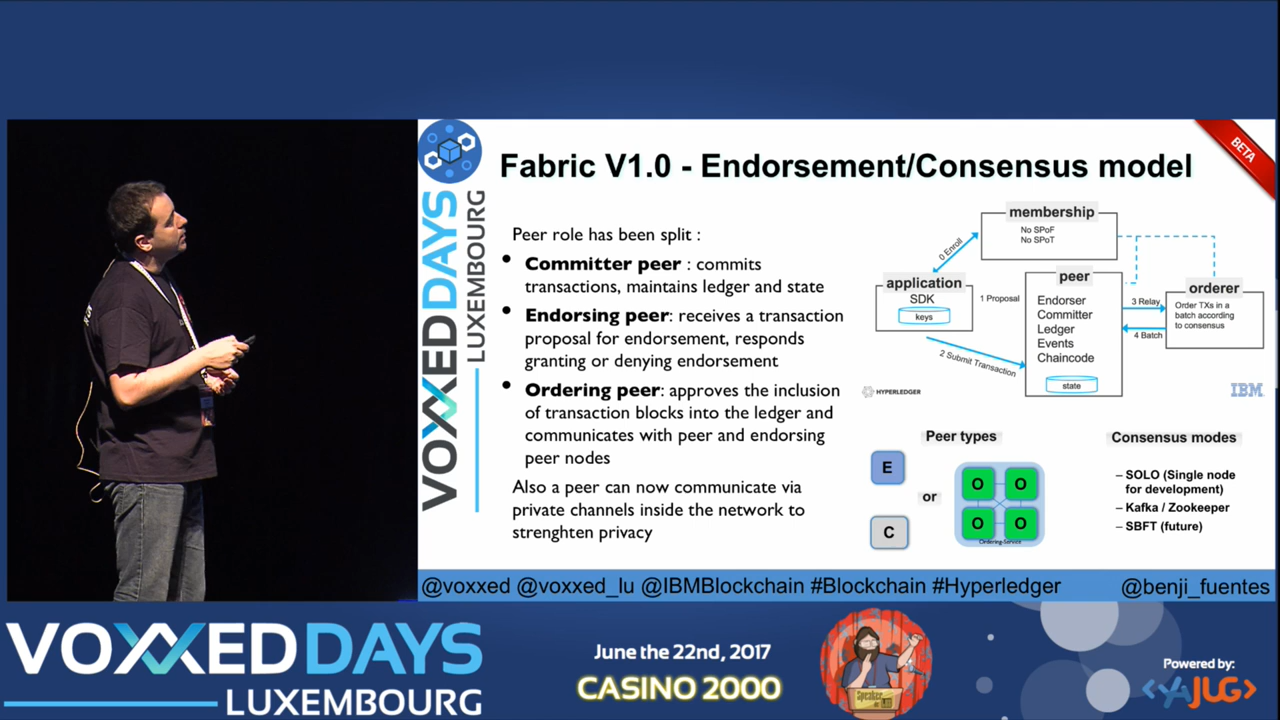 VOXXED DAYS
LUXEMBOURG
BETA
Fabric V1.0 - Endorsement/Consensus model
Peer role has been split :
• Committer peer : commits
transactions, maintains ledger and state
• Endorsing peer: receives a transaction
proposal for endorsement, responds
granting or denying endorsement
• Ordering peer: approves the inclusion
of transaction blocks into the ledger and
communicates with peer and endorsing
peer nodes
Also a peer can now communicate via
private channels inside the network to
strenghten privacy
membership
No SPoF
No SPoT
0 Enroll
application
SDK
keys
1 Proposal
2 Submit Transaction
peer
Endorser
Committer
Ledger
Events
Chaincode
state
3 Relay
4 Batch
orderer
Order TXs in a
batch according
to consensus
HYPERLEDGER
IBM
Peer types
E
or
C
O O
O O
Ordering-Service
Consensus modes
– SOLO (Single node
for development)
– Kafka / Zookeeper
– SBFT (future)
@voxxed @voxxed_lu @IBMBlockchain #Blockchain #Hyperledger
@benji_fuentes
VOXXED DAYS
LUXEMBOURG
June the 22nd, 2017
CASINO 2000
Speaker
Powered by:
YAJUG